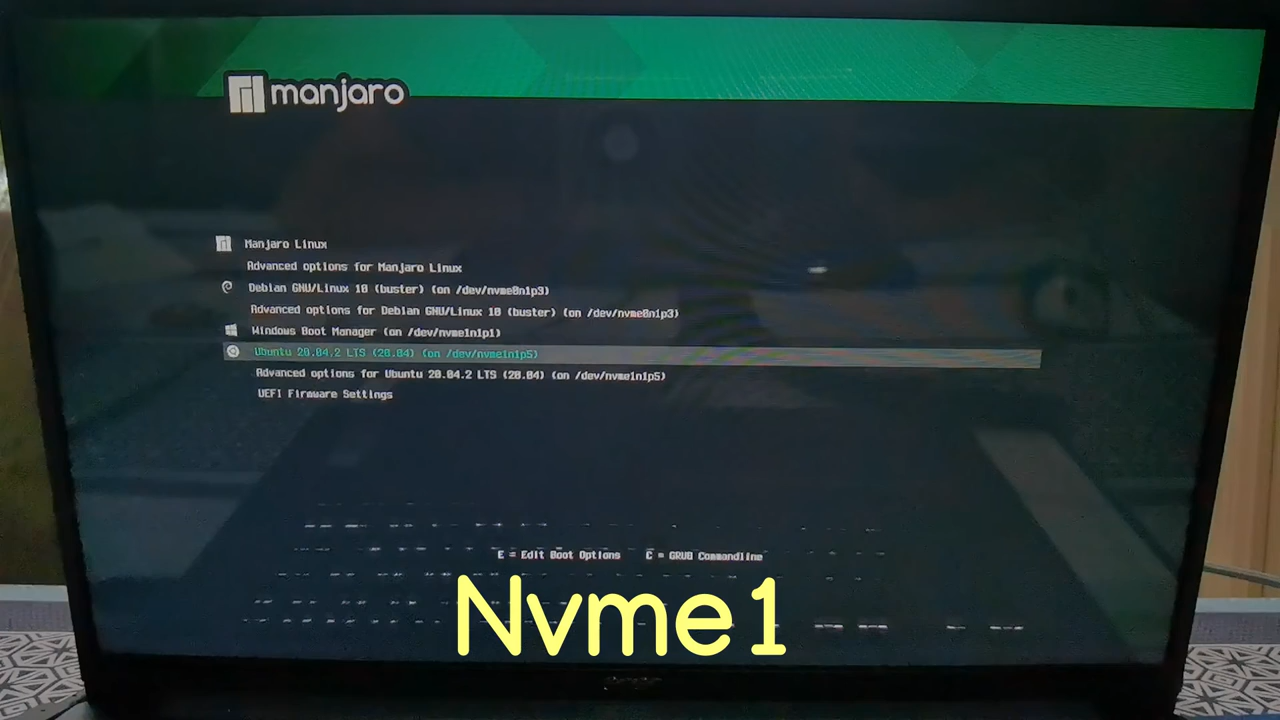 manjaro
Manjaro Linux
Advanced options for Manjaro Linux
Debian GNU/Linux 10 (buster) (on /dev/nvme0n1p3)
Advanced options for Debian GNU/Linux 10 (buster) (on /dev/nvme0n1p3)
Windows Boot Manager (on /dev/nvme1n1p1)
Ubuntu 20.04.2 LTS (20.04) (on /dev/nvme1n1p5)
Advanced options for Ubuntu 20.04.2 LTS (20.04) (on /dev/nvme1n1p5)
UEFI Firmware Settings
E = Edit Boot Options C = GRUB Commandline
Nvme1